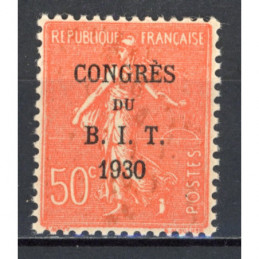 REPUBLIQUE FRANÇAISE
CONGRÈS
DU
B. I. T.
1930
50c
POSTES